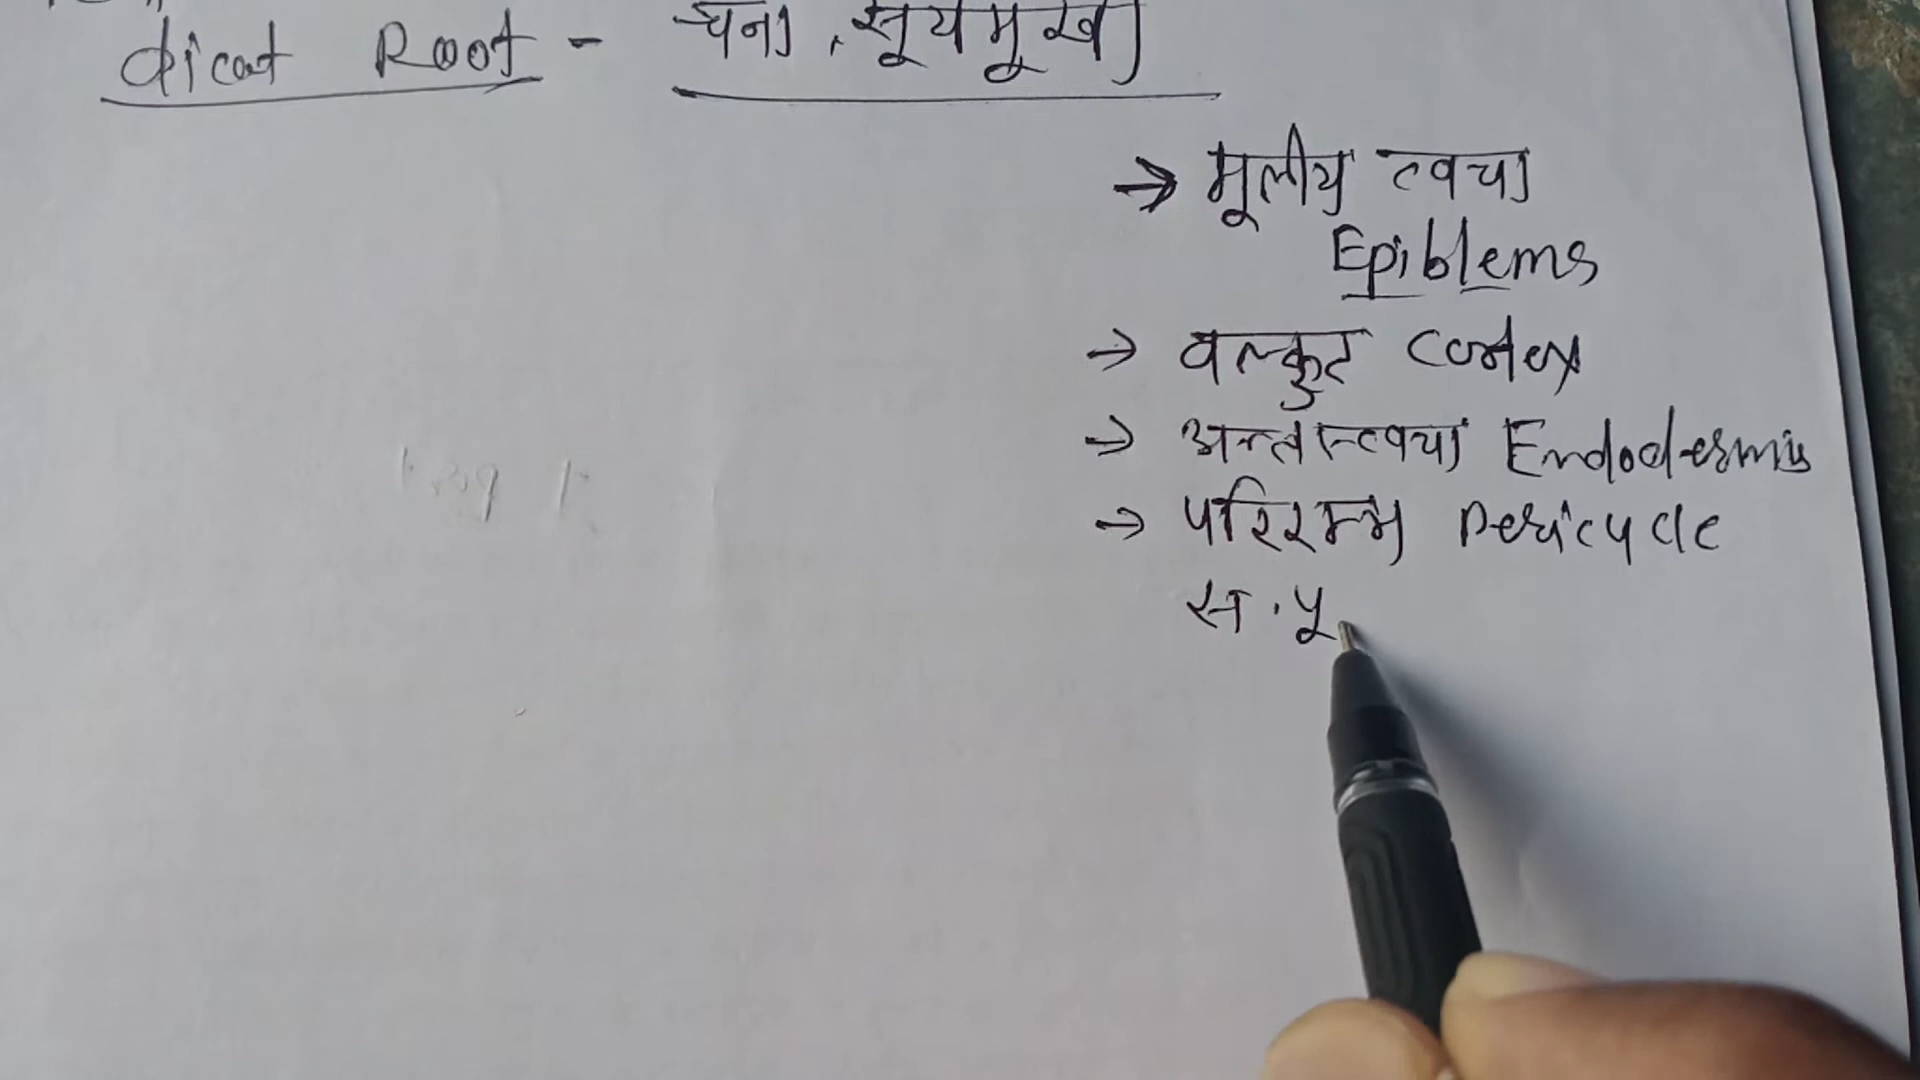 dicot Root - चना, सूर्यमूखी
→ मूलीय त्वचा
Epiblems
→ वल्कुट cortex
→ अन्तस्त्वचा Endodermis
→ परिरम्भ pericycle
स. पू